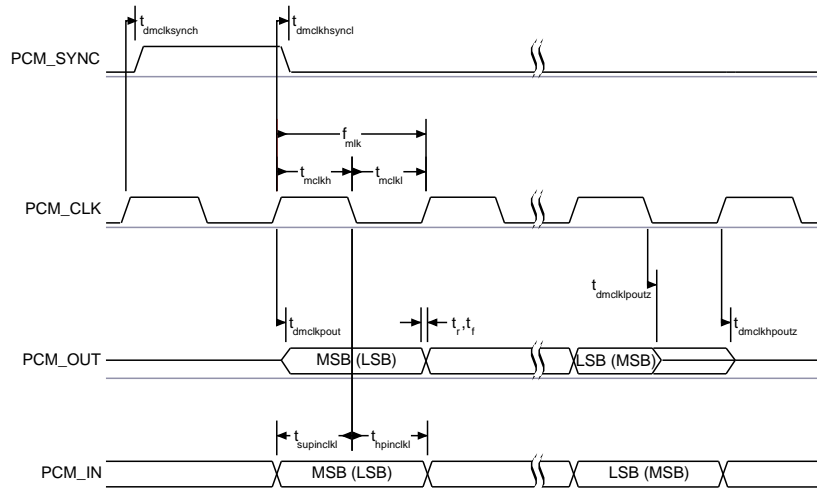 t dmclksynch
t dmclkhsyncl
PCM_SYNC
f mlk
t mclkh
t mclkl
PCM_CLK
t dmclklpoutz
t dmclkpout
t r ,t f
t dmclkhpoutz
PCM_OUT
MSB (LSB)
LSB (MSB)
t supinclkl
t hpinclkl
PCM_IN
MSB (LSB)
LSB (MSB)